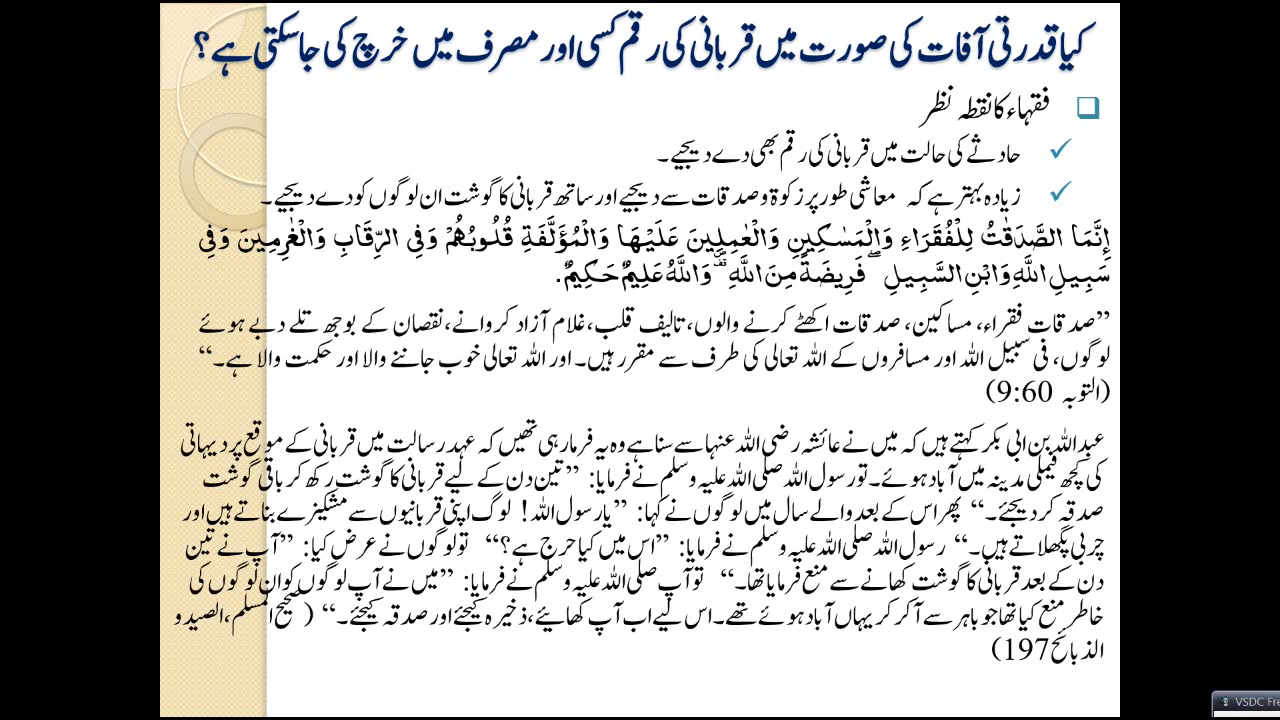 کیا قدرتی آفات کی صورت میں قربانی کی رقم کسی اور مصرف میں خرچ کی جاسکتی ہے؟
فقہاء کا نقطہ نظر
حادثے کی حالت میں قربانی کی رقم بھی دے دیجیے۔
زیادہ بہتر ہے کہ معاشی طور پر زکوۃ و صدقات سے دیجیے اور ساتھ قربانی کا گوشت ان لوگوں کو دے دیجیے۔
إِنَّمَا الصَّدَقٰتُ لِلْفُقَرَاءِ وَالْمَسٰكِينِ وَالْعٰمِلِينَ عَلَيْهَا وَالْمُؤَلَّفَةِ قُلُوبُهُمْ وَفِي الرِّقَابِ وَالْغٰرِمِينَ وَفِي
سَبِيلِ اللَّهِ وَابْنِ السَّبِيلِ ۖ فَرِيضَةً مِنَ اللَّهِ ۗ وَاللَّهُ عَلِيمٌ حَكِيمٌ.
”صدقات فقراء، مساکین، صدقات اکھٹے کرنے والوں، تالیف قلب، غلام آزاد کروانے، نقصان کے بوجھ تلے دبے ہوئے
لوگوں، فی سبیل اللہ اور مسافروں کے اللہ تعالی کی طرف سے مقرر ہیں۔ اور اللہ تعالی خوب جاننے والا اور حکمت والا ہے۔“
(التوبہ 9:60)
عبداللہ بن ابی بکر کہتے ہیں کہ میں نے عائشہ رضی اللہ عنہا سے سنا ہے وہ یہ فرما رہی تھیں کہ عہد رسالت میں قربانی کے موقع پر دیہاتی
کی کچھ فیملی مدینہ میں آباد ہوئے۔ تو رسول اللہ صلی اللہ علیہ وسلم نے فرمایا: ”تین دن کے لیے قربانی کا گوشت رکھ کر باقی گوشت
صدقہ کر دیجئے۔“ پھر اس کے بعد والے سال میں لوگوں نے کہا: ”یارسول اللہ! لوگ اپنی قربانیوں سے مشکیزے بناتے ہیں اور
چربی پگھلاتے ہیں۔“ رسول اللہ صلی اللہ علیہ وسلم نے فرمایا: ”اس میں کیا حرج ہے؟“ تو لوگوں نے عرض کیا: ”آپ نے تین
دن کے بعد قربانی کا گوشت کھانے سے منع فرمایا تھا۔“ تو آپ صلی اللہ علیہ وسلم نے فرمایا: ”میں نے آپ لوگوں کو ان لوگوں کی
خاطر منع کیا تھا جو باہر سے آکر کر یہاں آباد ہوئے تھے۔ اس لیے اب آپ کھایئے، ذخیرہ کیجئے اور صدقہ کیجئے۔“ (صحیح المسلم، الصید و
الذبائح 197)
VSDC Fre